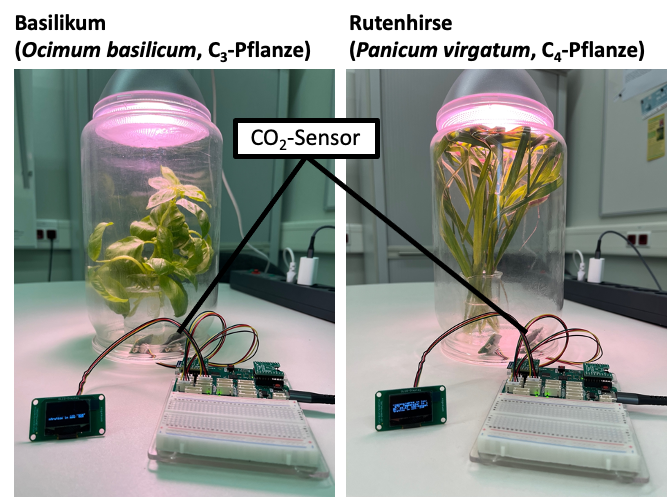 Basilikum
(Ocimum basilicum, C₃-Pflanze)
Rutenhirse
(Panicum virgatum, C₄-Pflanze)
CO₂-Sensor